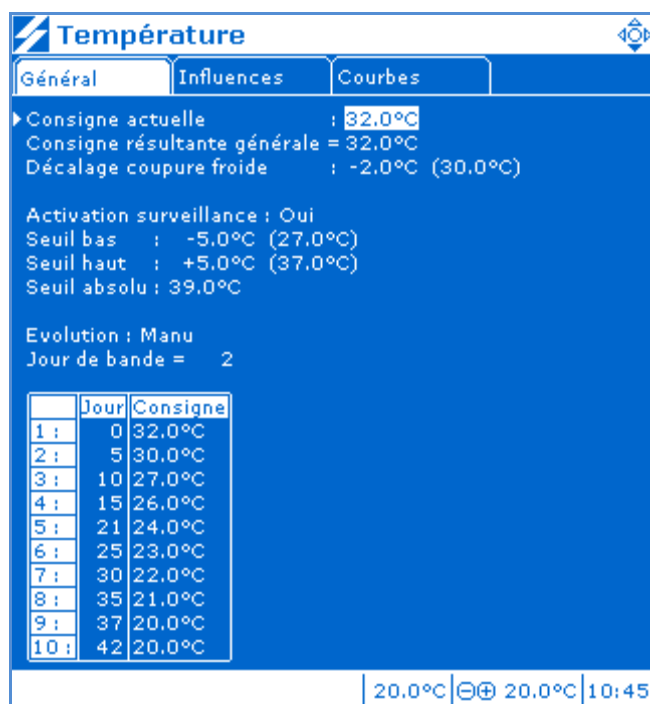 Température
Général Influences Courbes
Consigne actuelle : 32.0°C
Consigne résultante générale = 32.0°C
Décalage coupure froide : -2.0°C (30.0°C)
Activation surveillance : Oui
Seuil bas : -5.0°C (27.0°C)
Seuil haut : +5.0°C (37.0°C)
Seuil absolu : 39.0°C
Evolution : Manu
Jour de bande = 2
Jour Consigne
1 : 0 32.0°C
2 : 5 30.0°C
3 : 10 27.0°C
4 : 15 26.0°C
5 : 21 24.0°C
6 : 25 23.0°C
7 : 30 22.0°C
8 : 35 21.0°C
9 : 37 20.0°C
10 : 42 20.0°C
20.0°C ⊖⊕ 20.0°C 10:45